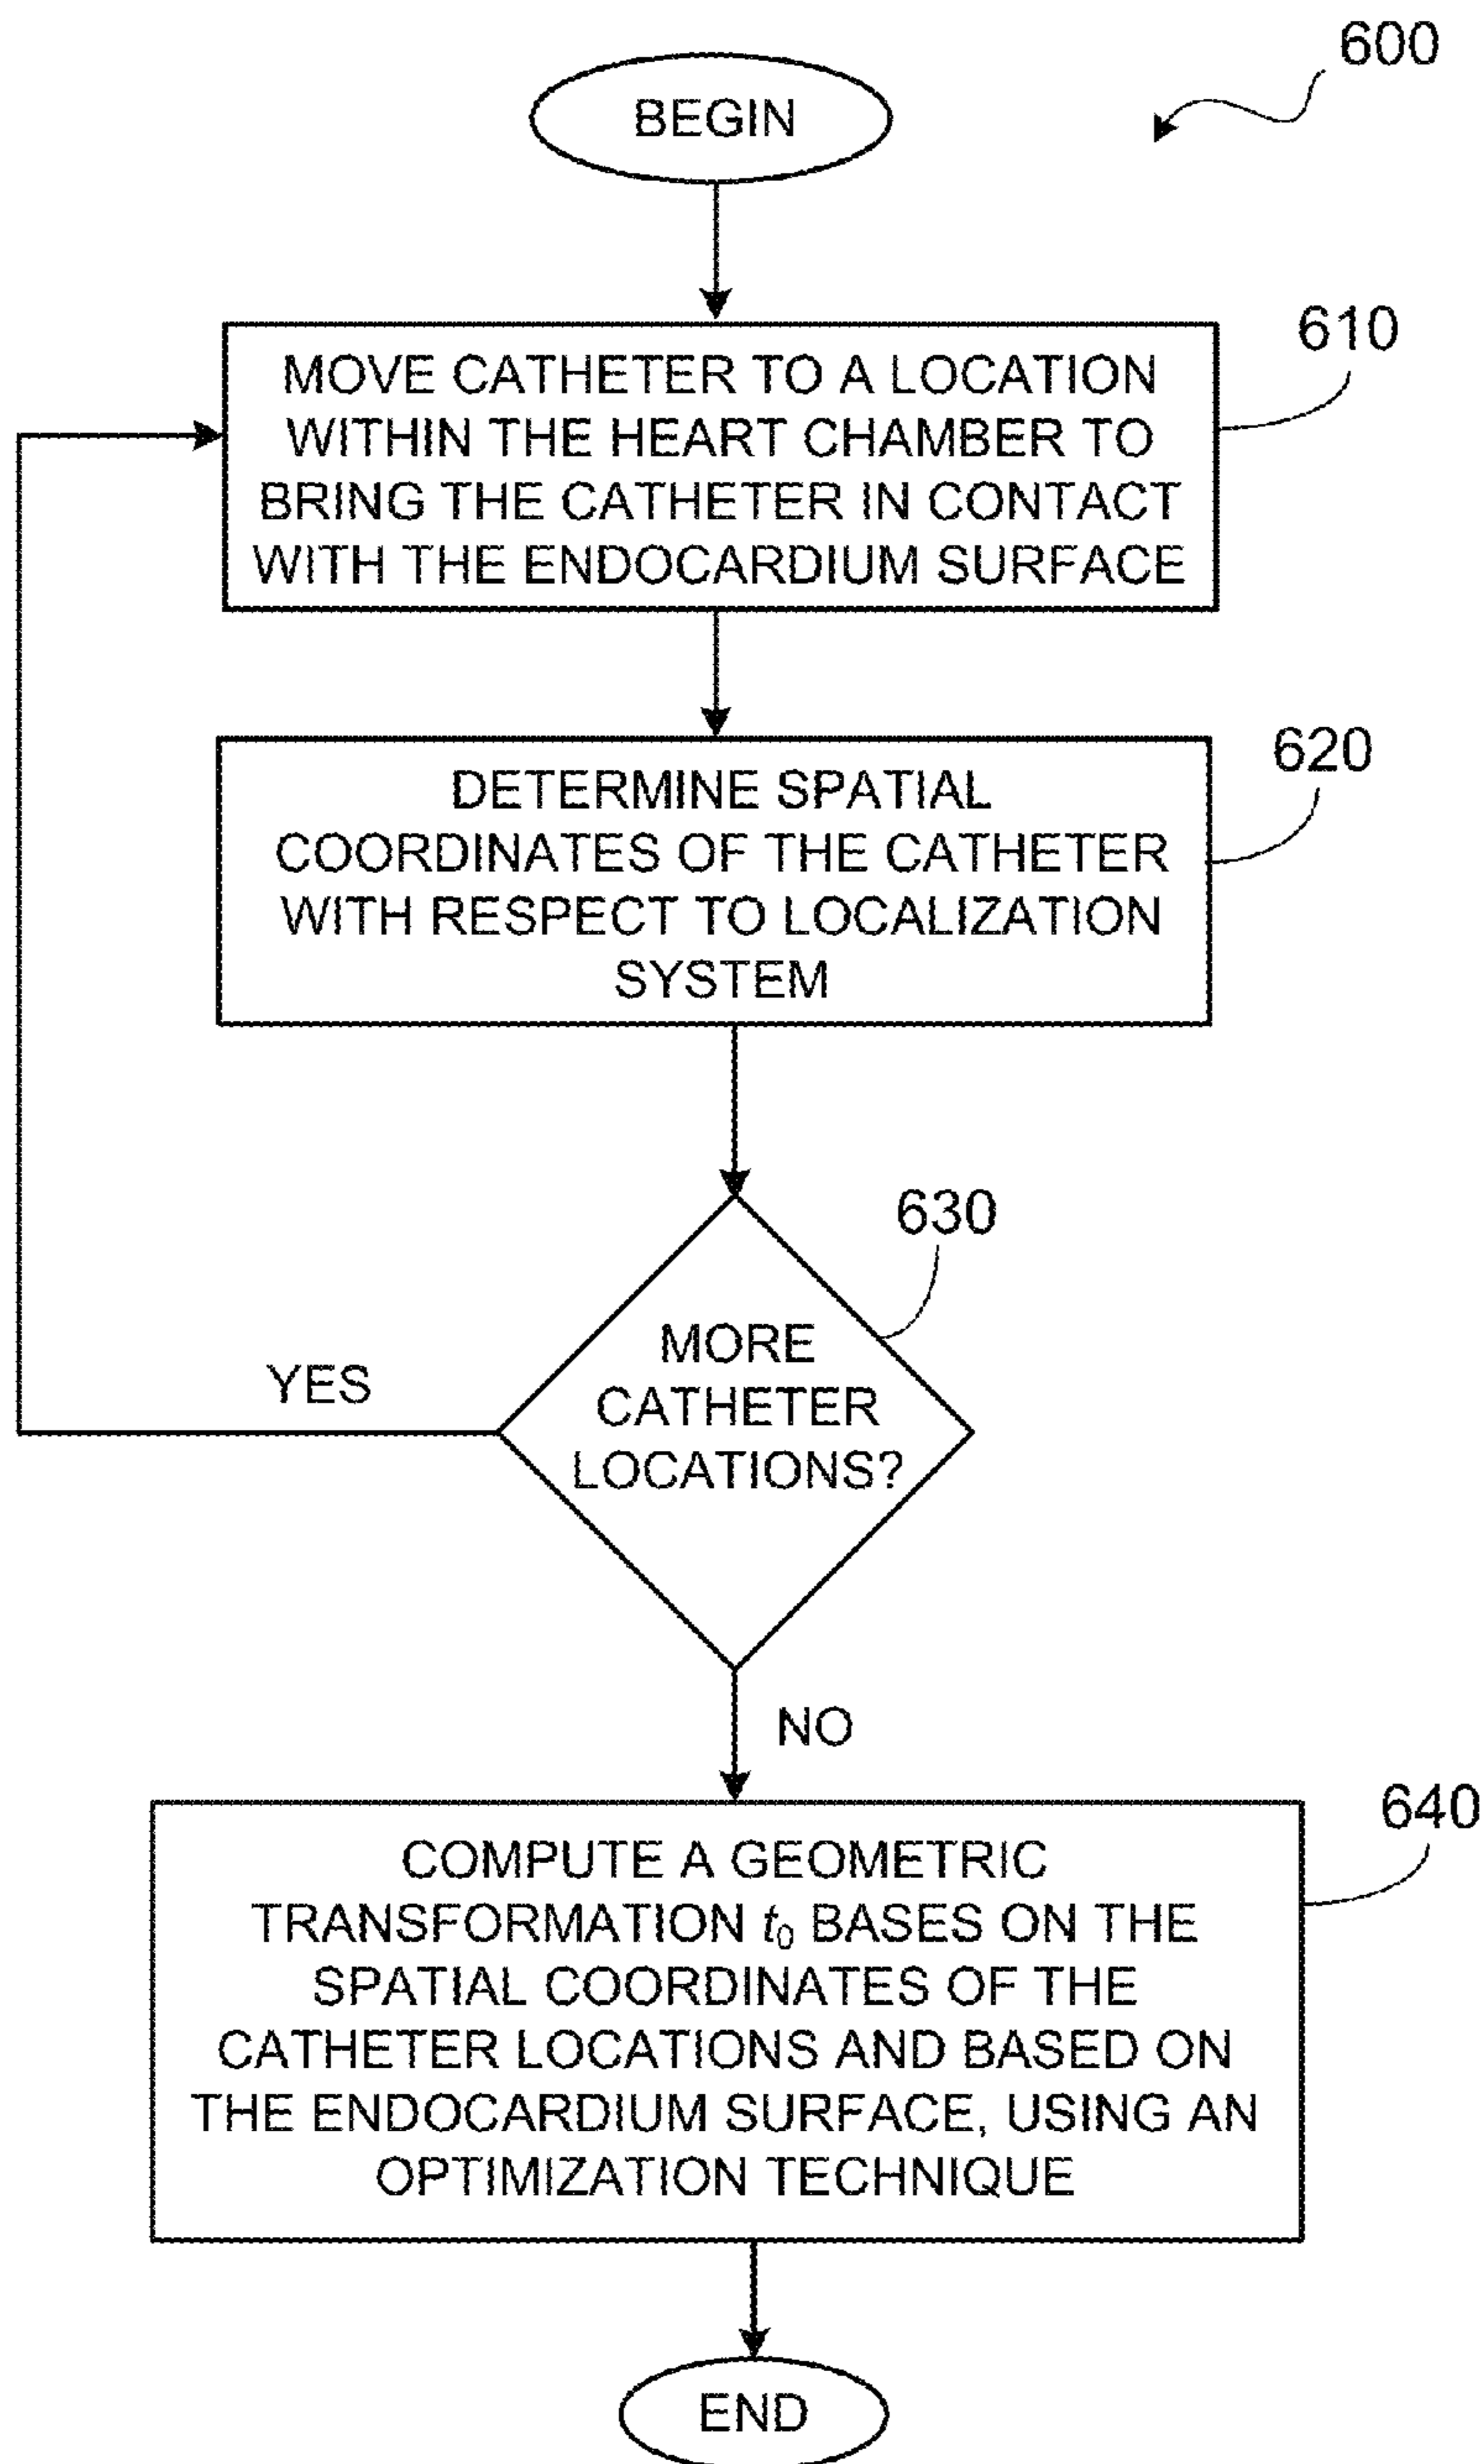 600
BEGIN
610
MOVE CATHETER TO A LOCATION
WITHIN THE HEART CHAMBER TO
BRING THE CATHETER IN CONTACT
WITH THE ENDOCARDIUM SURFACE
620
DETERMINE SPATIAL
COORDINATES OF THE CATHETER
WITH RESPECT TO LOCALIZATION
SYSTEM
630
MORE
CATHETER
LOCATIONS?
YES
NO
640
COMPUTE A GEOMETRIC
TRANSFORMATION t₀ BASES ON THE
SPATIAL COORDINATES OF THE
CATHETER LOCATIONS AND BASED ON
THE ENDOCARDIUM SURFACE, USING AN
OPTIMIZATION TECHNIQUE
END